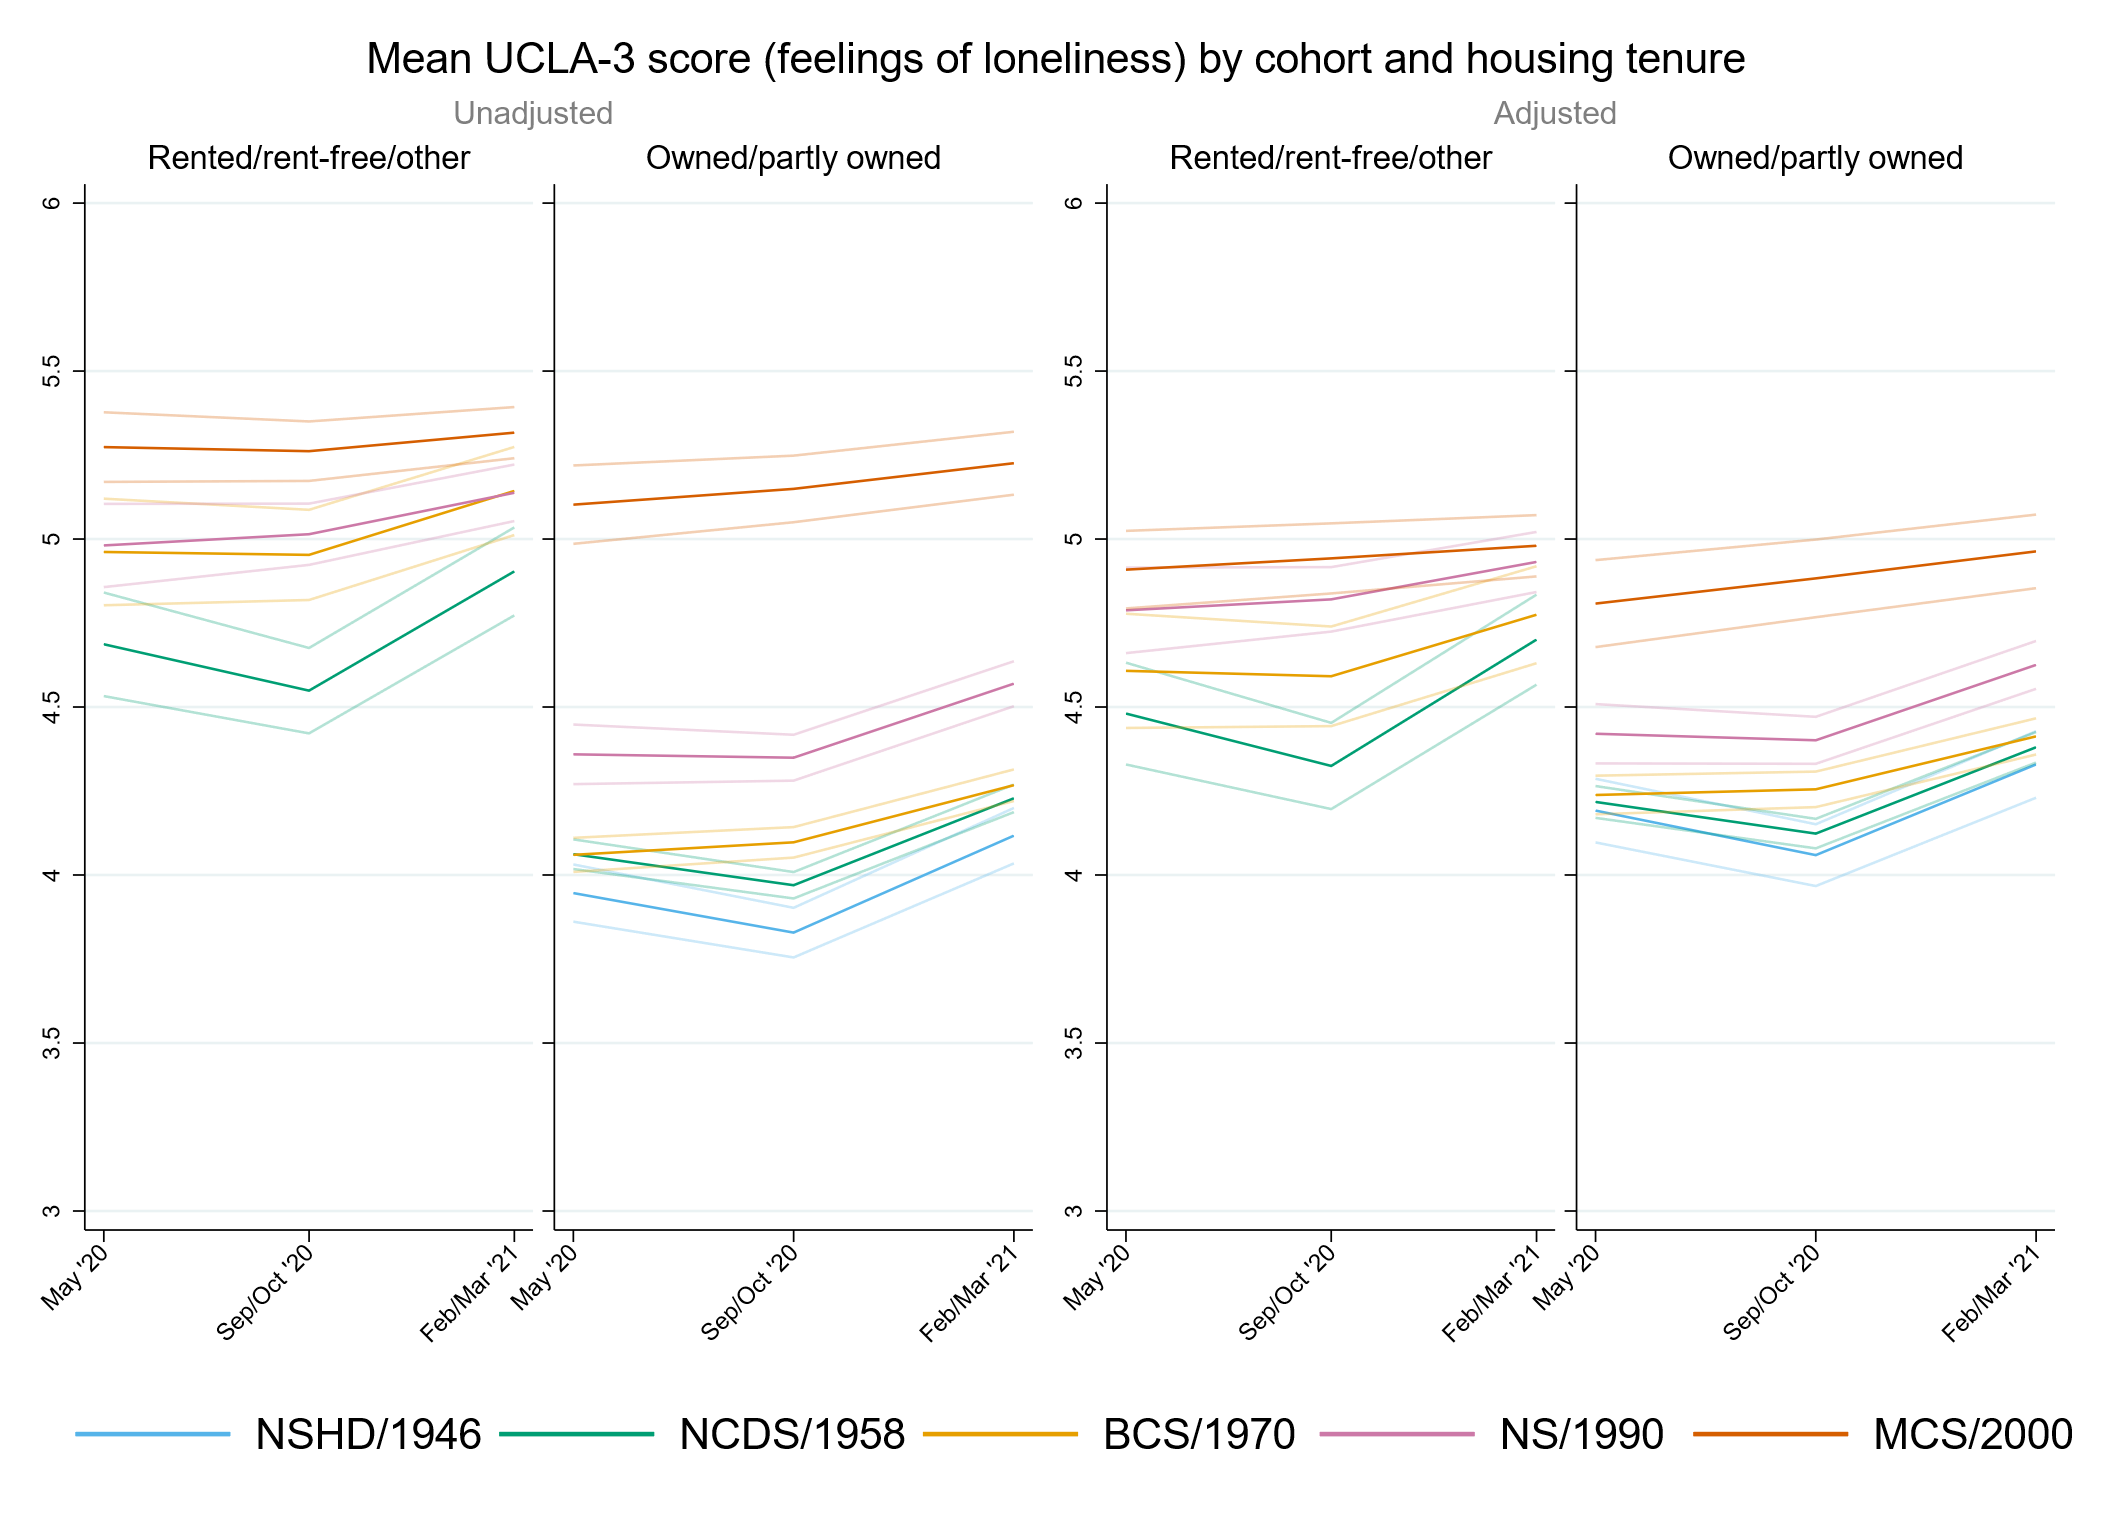 Mean UCLA-3 score (feelings of loneliness) by cohort and housing tenure
Unadjusted
Adjusted
Rented/rent-free/other
Owned/partly owned
Rented/rent-free/other
Owned/partly owned
6
5.5
5
4.5
4
3.5
3
6
5.5
5
4.5
4
3.5
3
May '20
Sep/Oct '20
Feb/Mar '21
May '20
Sep/Oct '20
Feb/Mar '21
May '20
Sep/Oct '20
Feb/Mar '21
May '20
Sep/Oct '20
Feb/Mar '21
NSHD/1946
NCDS/1958
BCS/1970
NS/1990
MCS/2000